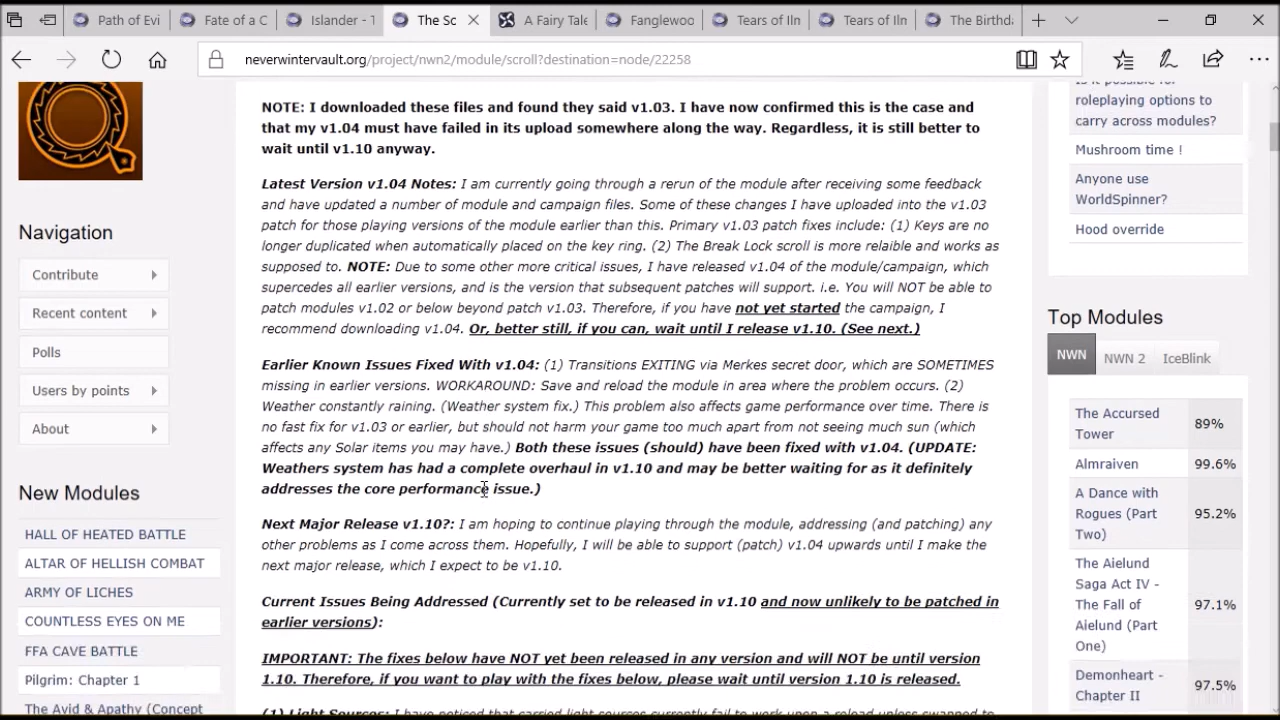 Path of Evi
Fate of a C
Islander - T
The Sc
A Fairy Tale
Fanglewoo
Tears of Iln
Tears of Iln
The Birthda
neverwintervault.org/project/nwn2/module/scroll?destination=node/22258
NOTE: I downloaded these files and found they said v1.03. I have now confirmed this is the case and
that my v1.04 must have failed in its upload somewhere along the way. Regardless, it is still better to
wait until v1.10 anyway.
Latest Version v1.04 Notes: I am currently going through a rerun of the module after receiving some feedback
and have updated a number of module and campaign files. Some of these changes I have uploaded into the v1.03
patch for those playing versions of the module earlier than this. Primary v1.03 patch fixes include: (1) Keys are no
longer duplicated when automatically placed on the key ring. (2) The Break Lock scroll is more relaible and works as
supposed to. NOTE: Due to some other more critical issues, I have released v1.04 of the module/campaign, which
supercedes all earlier versions, and is the version that subsequent patches will support. i.e. You will NOT be able to
patch modules v1.02 or below beyond patch v1.03. Therefore, if you have not yet started the campaign, I
recommend downloading v1.04. Or, better still, if you can, wait until I release v1.10. (See next.)
Earlier Known Issues Fixed With v1.04: (1) Transitions EXITING via Merkes secret door, which are SOMETIMES
missing in earlier versions. WORKAROUND: Save and reload the module in area where the problem occurs. (2)
Weather constantly raining. (Weather system fix.) This problem also affects game performance over time. There is
no fast fix for v1.03 or earlier, but should not harm your game too much apart from not seeing much sun (which
affects any Solar items you may have.) Both these issues (should) have been fixed with v1.04. (UPDATE:
Weathers system has had a complete overhaul in v1.10 and may be better waiting for as it definitely
addresses the core performance issue.)
Next Major Release v1.10?: I am hoping to continue playing through the module, addressing (and patching) any
other problems as I come across them. Hopefully, I will be able to support (patch) v1.04 upwards until I make the
next major release, which I expect to be v1.10.
Current Issues Being Addressed (Currently set to be released in v1.10 and now unlikely to be patched in
earlier versions):
IMPORTANT: The fixes below have NOT yet been released in any version and will NOT be until version
1.10. Therefore, if you want to play with the fixes below, please wait until version 1.10 is released.
(1) Light Sources: I have noticed that carried light sources currently fail to work upon a reload unless swapped to
Navigation
Contribute
Recent content
Polls
Users by points
About
New Modules
HALL OF HEATED BATTLE
ALTAR OF HELLISH COMBAT
ARMY OF LICHES
COUNTLESS EYES ON ME
FFA CAVE BATTLE
Pilgrim: Chapter 1
The Avid & Apathy (Concept
Is it possible for
roleplaying options to
carry across modules?
Mushroom time !
Anyone use
WorldSpinner?
Hood override
Top Modules
NWN
NWN 2
IceBlink
The Accursed
Tower
89%
Almraiven
99.6%
A Dance with
Rogues (Part
Two)
95.2%
The Aielund
Saga Act IV -
The Fall of
Aielund (Part
One)
97.1%
Demonheart -
Chapter II
97.5%